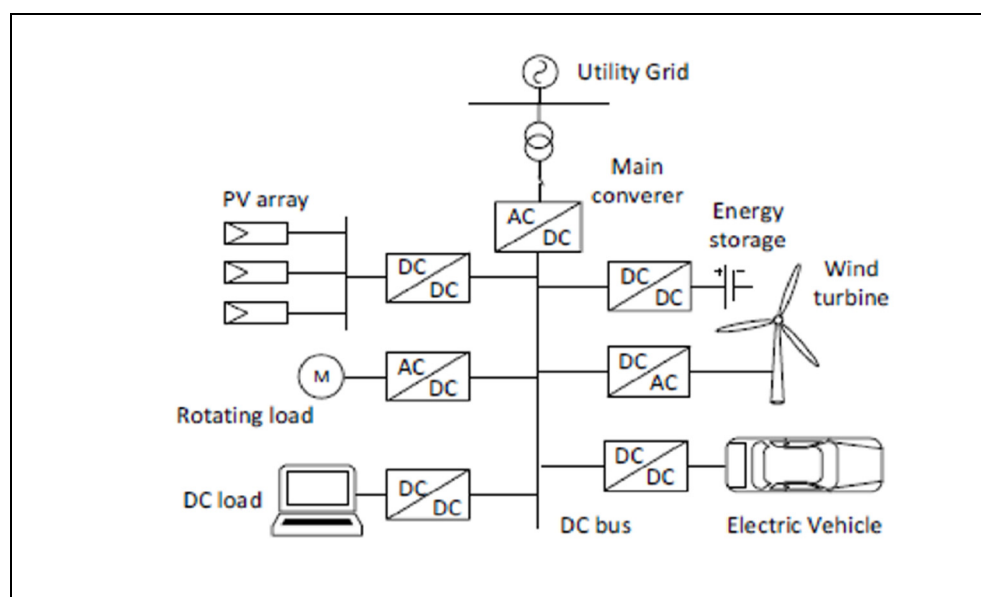 Utility Grid
Main
converer
AC
DC
PV array
DC
DC
Energy
storage
+ -
DC
DC
Wind
turbine
M
AC
DC
Rotating load
DC
AC
DC load
DC
DC
DC
DC
DC bus
Electric Vehicle